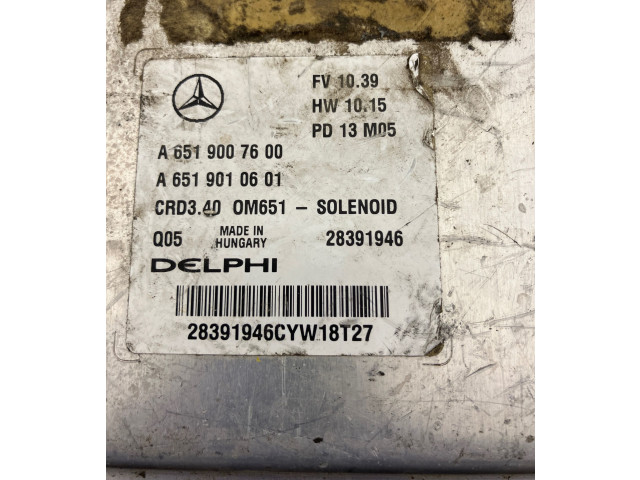 FV 10.39
HW 10.15
PD 13 M05
A 651 900 76 00
A 651 901 06 01
CRD3.40 OM651 – SOLENOID
Q05 MADE IN HUNGARY 28391946
DELPHI
28391946CYW18T27